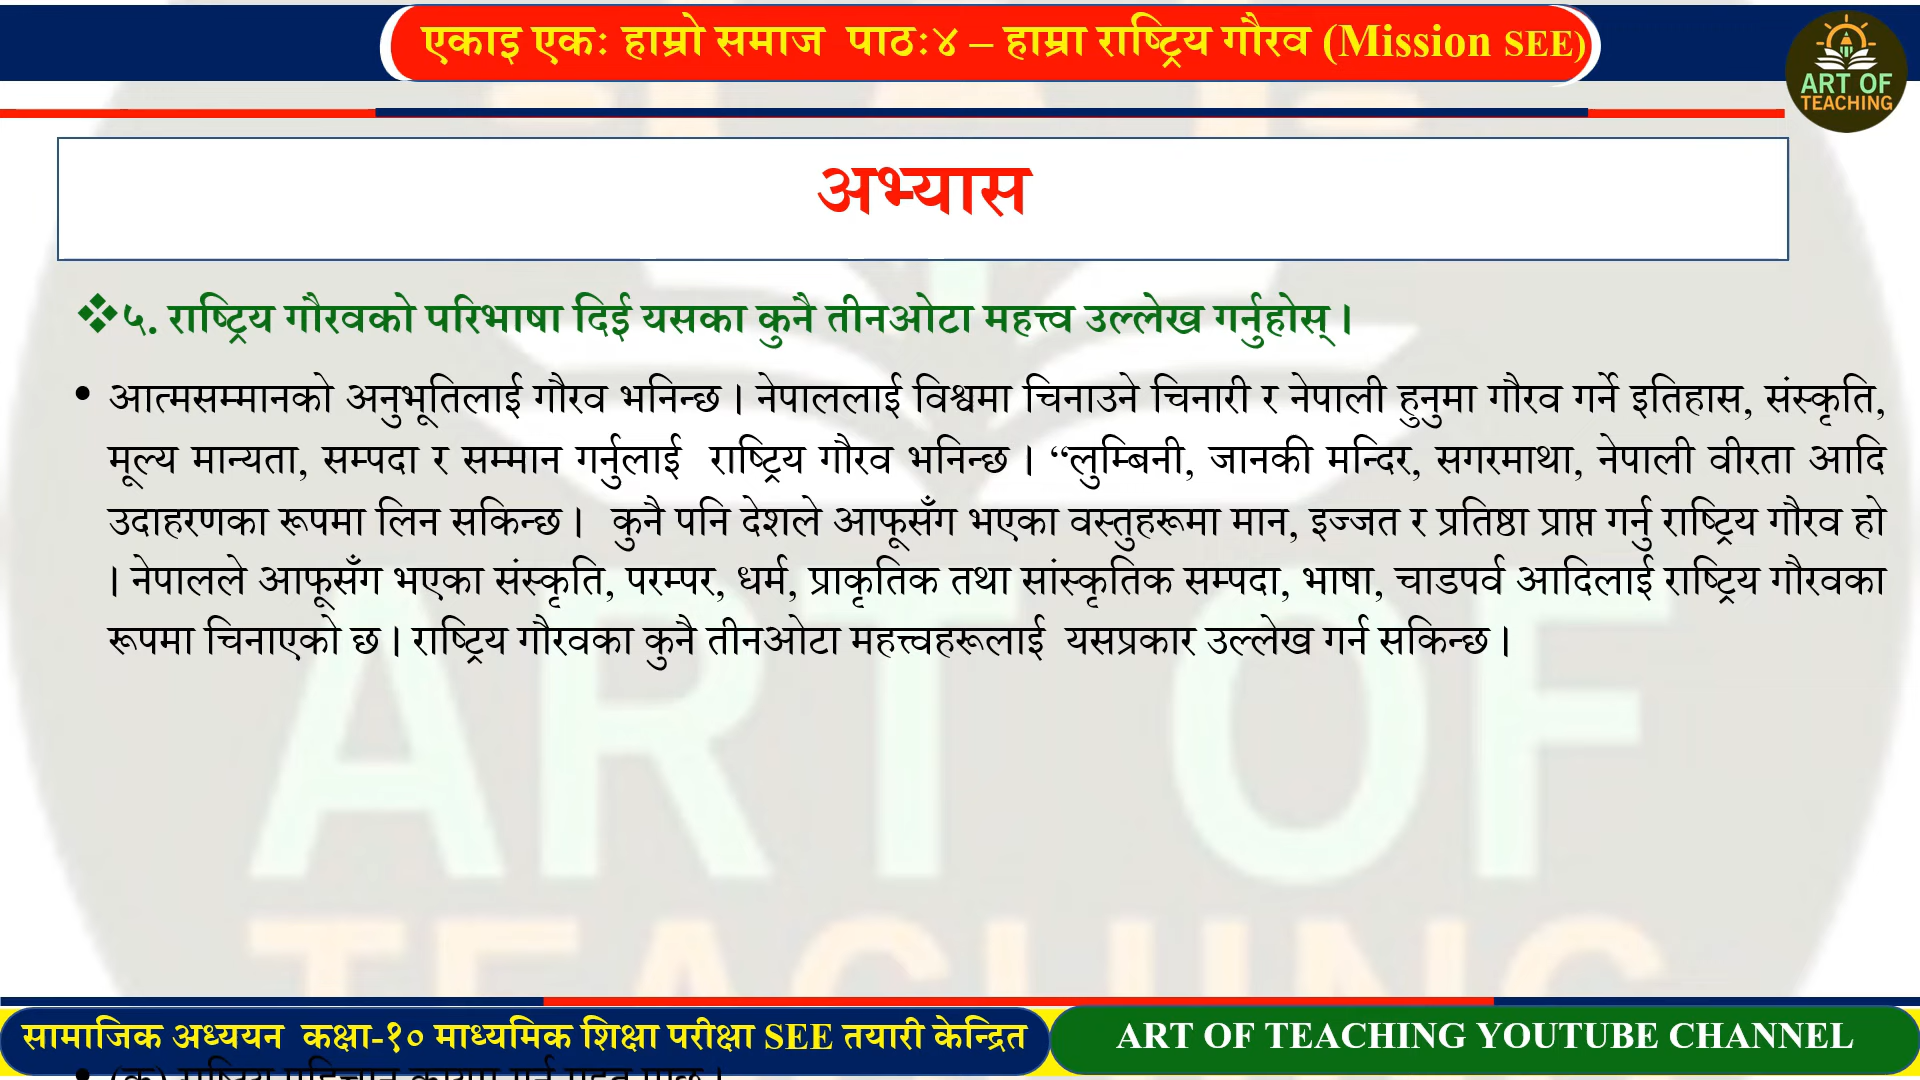 एकाइ एकः हाम्रो समाज पाठ:४ – हाम्रा राष्ट्रिय गौरव (Mission SEE)
ART OF
TEACHING
अभ्यास
❖५. राष्ट्रिय गौरवको परिभाषा दिई यसका कुनै तीनओटा महत्त्व उल्लेख गर्नुहोस् ।
• आत्मसम्मानको अनुभूतिलाई गौरव भनिन्छ । नेपाललाई विश्वमा चिनाउने चिनारी र नेपाली हुनुमा गौरव गर्ने इतिहास, संस्कृति,
मूल्य मान्यता, सम्पदा र सम्मान गर्नुलाई राष्ट्रिय गौरव भनिन्छ । “लुम्बिनी, जानकी मन्दिर, सगरमाथा, नेपाली वीरता आदि
उदाहरणका रूपमा लिन सकिन्छ । कुनै पनि देशले आफूसँग भएका वस्तुहरूमा मान, इज्जत र प्रतिष्ठा प्राप्त गर्नु राष्ट्रिय गौरव हो
। नेपालले आफूसँग भएका संस्कृति, परम्पर, धर्म, प्राकृतिक तथा सांस्कृतिक सम्पदा, भाषा, चाडपर्व आदिलाई राष्ट्रिय गौरवका
रूपमा चिनाएको छ । राष्ट्रिय गौरवका कुनै तीनओटा महत्त्वहरूलाई यसप्रकार उल्लेख गर्न सकिन्छ ।
ART OF
TEACHING
सामाजिक अध्ययन कक्षा-१० माध्यमिक शिक्षा परीक्षा SEE तयारी केन्द्रित
ART OF TEACHING YOUTUBE CHANNEL